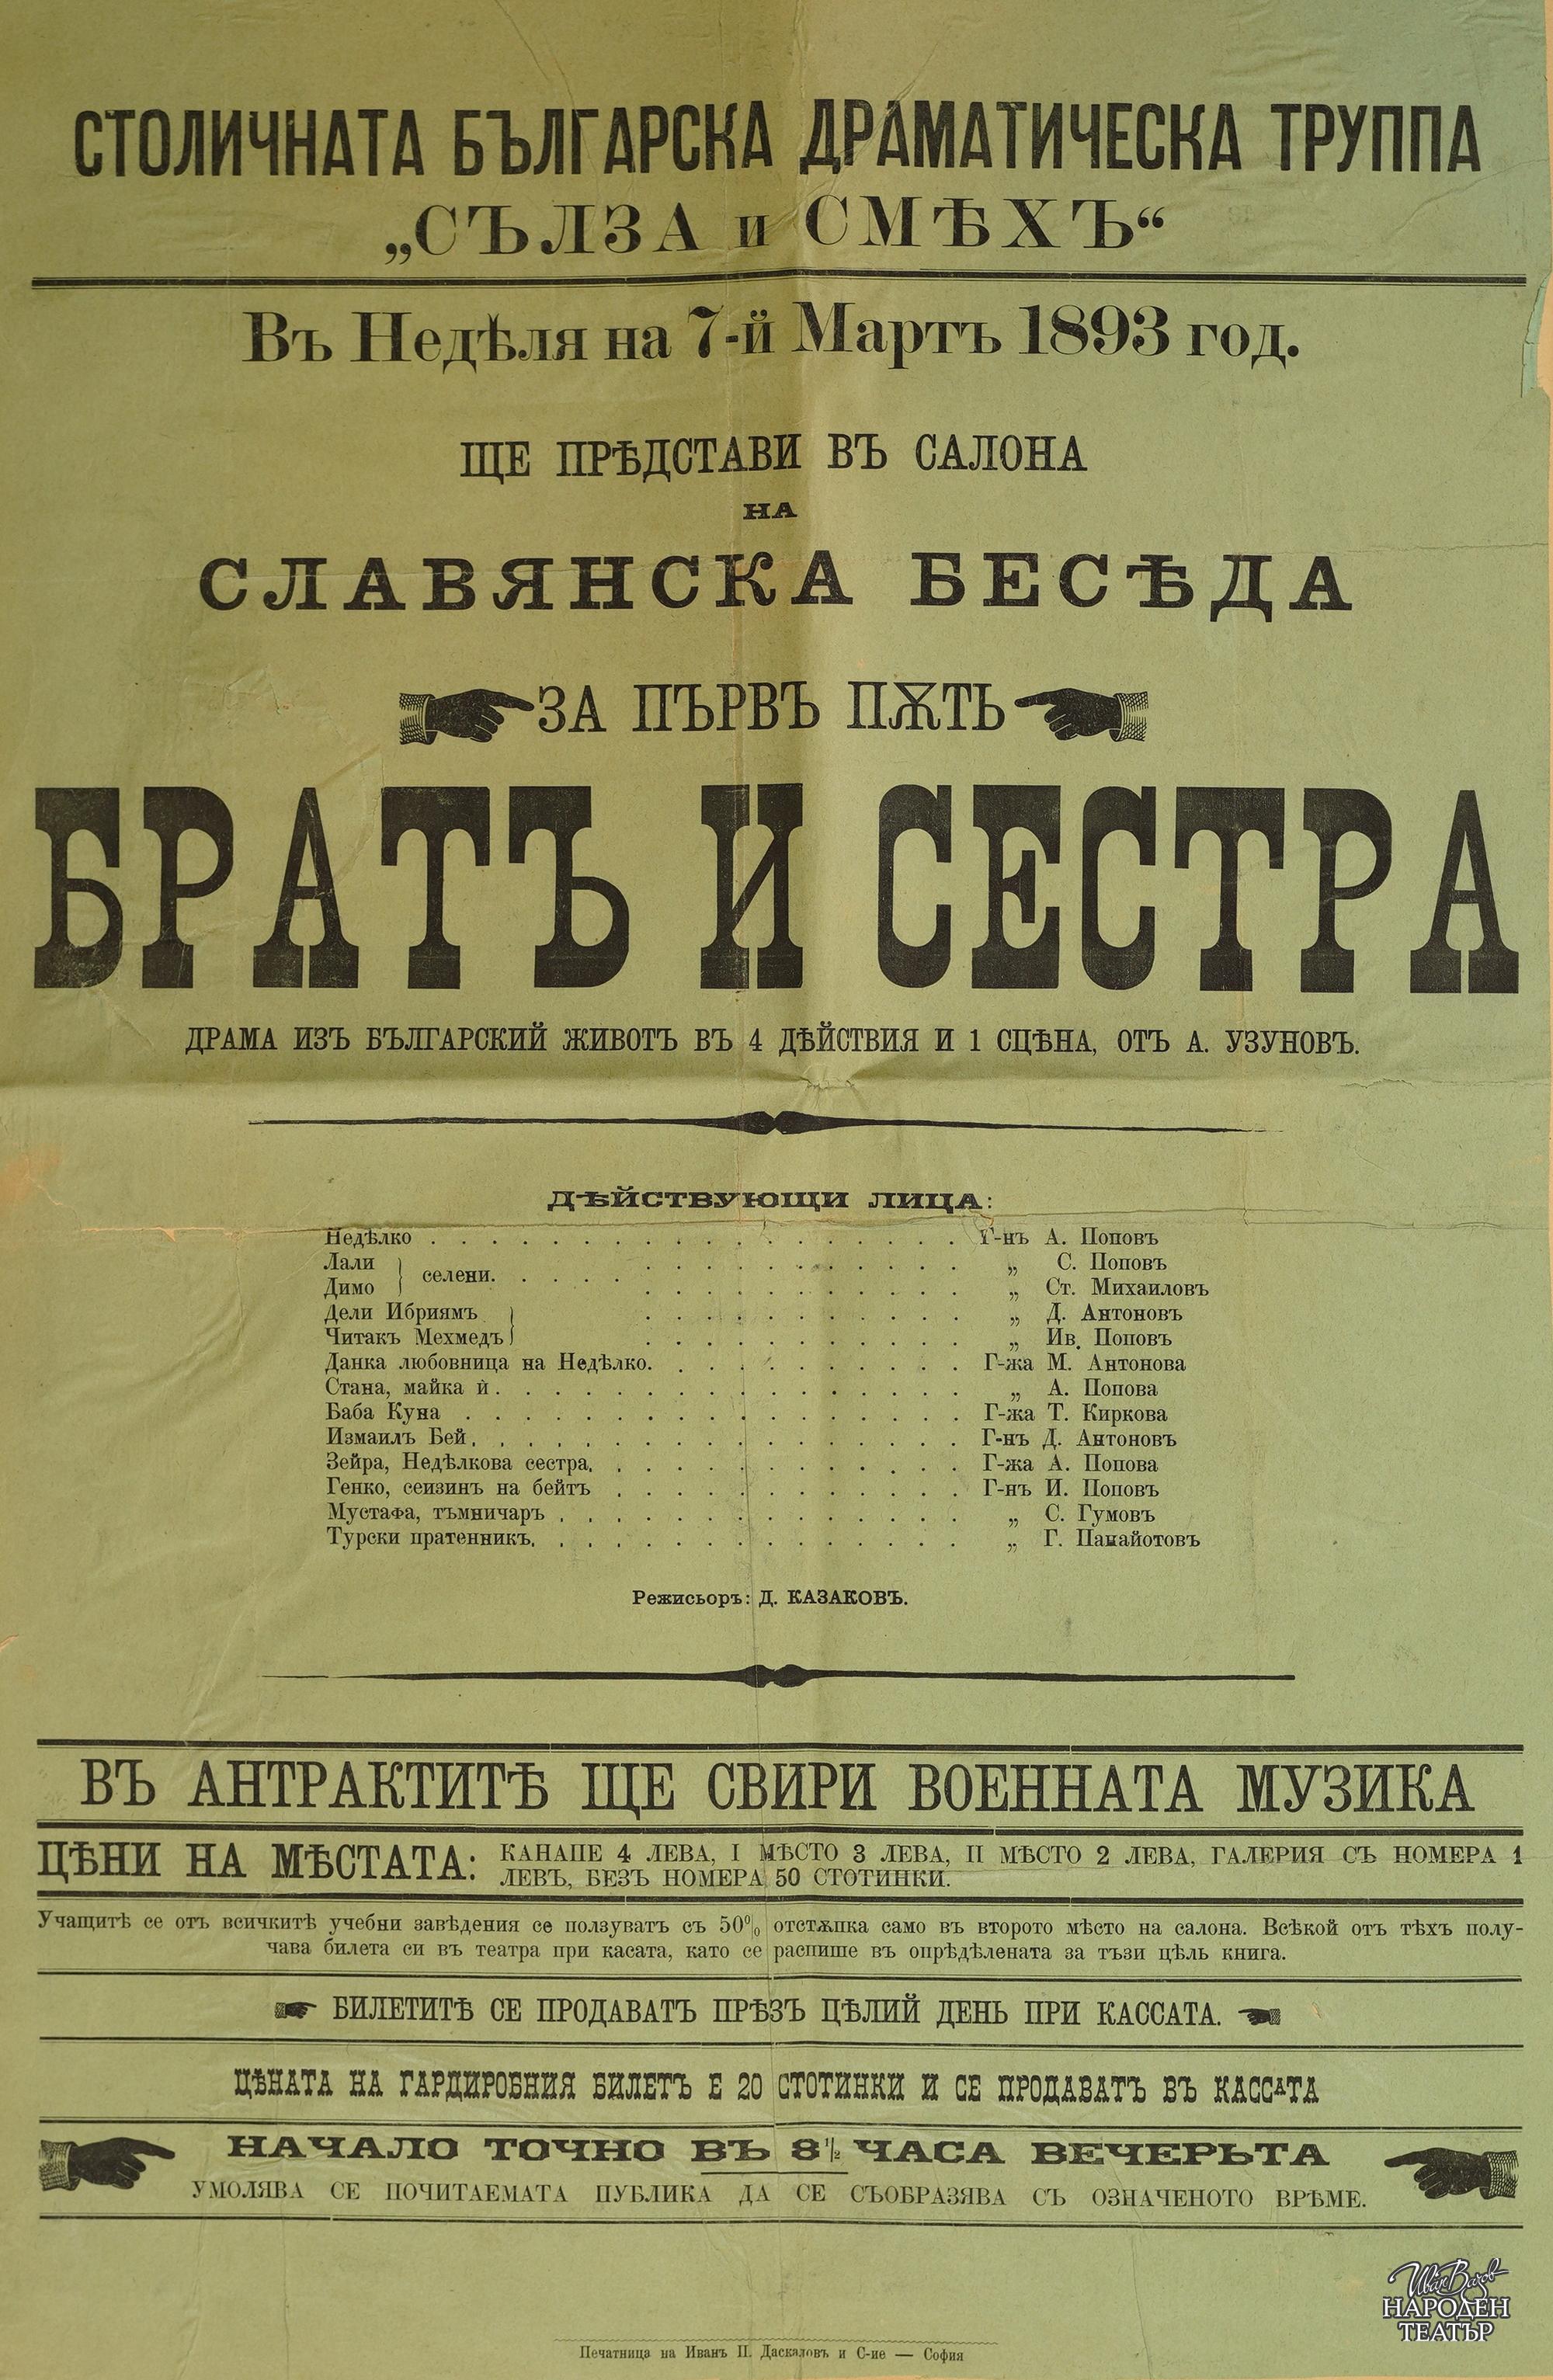 СТОЛИЧНАТА БЪЛГАРСКА ДРАМАТИЧЕСКА ТРУППА
„СЪЛЗА и СМѢХЪ“
Въ Недѣля на 7-й Мартъ 1893 год.
ЩЕ ПРѢДСТАВИ ВЪ САЛОНА
НА
СЛАВЯНСКА БЕСѢДА
ЗА ПЪРВЪ ПѪТЬ
БРАТЪ И СЕСТРА
ДРАМА ИЗЪ БЪЛГАРСКИЙ ЖИВОТЪ ВЪ 4 ДѢЙСТВИЯ И 1 СЦѢНА, ОТЪ А. УЗУНОВЪ.
ДѢЙСТВУЮЩИ ЛИЦА:
Недѣлко . . . . . . . . . . . . . . . . . . Г-нъ А. Поповъ
Лали } селени. . . . . . . . . . . . . . . . „ С. Поповъ
Димо } . . . . . . . . . . . „ Ст. Михаиловъ
Дели Ибриямъ } . . . . . . . . . . . „ Д. Антоновъ
Читакъ Мехмедъ } . . . . . . . . . . . „ Ив. Поповъ
Данка любовница на Недѣлко. . . . . . . . . . . Г-жа М. Антонова
Стана, майка ѝ . . . . . . . . . . . . . . . . „ А. Попова
Баба Куна . . . . . . . . . . . . . . . . . Г-жа Т. Киркова
Измаилъ Бей. . . . . . . . . . . . . . . . . Г-нъ Д. Антоновъ
Зейра, Недѣлкова сестра. . . . . . . . . . . . . Г-жа А. Попова
Генко, сеизинъ на бейтъ . . . . . . . . . . . . Г-нъ И. Поповъ
Мустафа, тъмничаръ . . . . . . . . . . . . . . „ С. Гумовъ
Турски пратенникъ. . . . . . . . . . . . . . . „ Г. Панайотовъ
Режисьоръ: Д. КАЗАКОВЪ.
ВЪ АНТРАКТИТѢ ЩЕ СВИРИ ВОЕННАТА МУЗИКА
ЦѢНИ НА МѢСТАТА: КАНАПЕ 4 ЛЕВА, I МѢСТО 3 ЛЕВА, II МѢСТО 2 ЛЕВА, ГАЛЕРИЯ СЪ НОМЕРА 1
ЛЕВЪ, БЕЗЪ НОМЕРА 50 СТОТИНКИ.
Учащитѣ се отъ всичкитѣ учебни заведения се ползуватъ съ 50% отстѫпка само въ второто мѣсто на салона. Всѣкой отъ тѣхъ полу-
чава билета си въ театра при касата, като се распише въ опрѣдѣлената за тъзи цѣль книга.
БИЛЕТИТѢ СЕ ПРОДАВАТЪ ПРѢЗЪ ЦѢЛИЙ ДЕНЬ ПРИ КАССАТА.
ЦѢНАТА НА ГАРДИРОБНИЯ БИЛЕТЪ Е 20 СТОТИНКИ И СЕ ПРОДАВАТЪ ВЪ КАССАТА
НАЧАЛО ТОЧНО ВЪ 8 1/2 ЧАСА ВЕЧЕРЬТА
УМОЛЯВА СЕ ПОЧИТАЕМАТА ПУБЛИКА ДА СЕ СЪОБРАЗЯВА СЪ ОЗНАЧЕНОТО ВРѢМЕ.
Иван Вазов
НАРОДЕН
ТЕАТЪР
Печатница на Иванъ П. Даскаловъ и С-ие — София